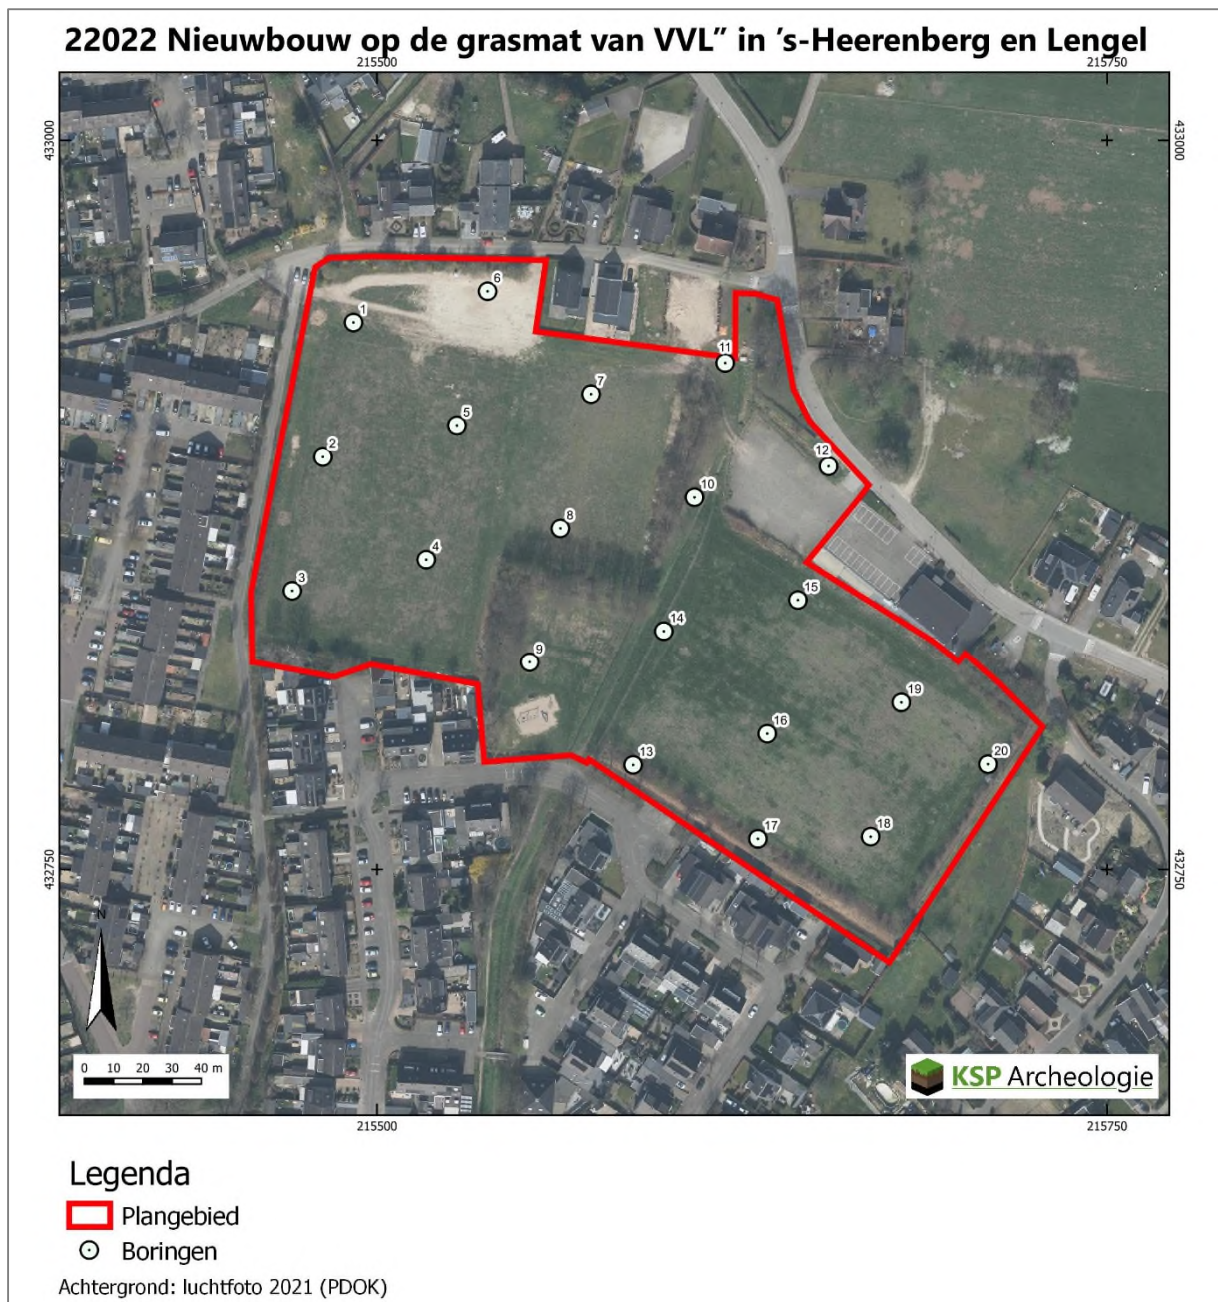 22022 Nieuwbouw op de grasmat van VVL” in ’s-Heerenberg en Lengel
215500 215750
433000 433000
6
1
11
7
5
12
2
10
8
4
3
15
14
9
19
16
13 20
17 18
432750 432750
N
0 10 20 30 40 m
KSP Archeologie
215500 215750
Legenda
Plangebied
Boringen
Achtergrond: luchtfoto 2021 (PDOK)